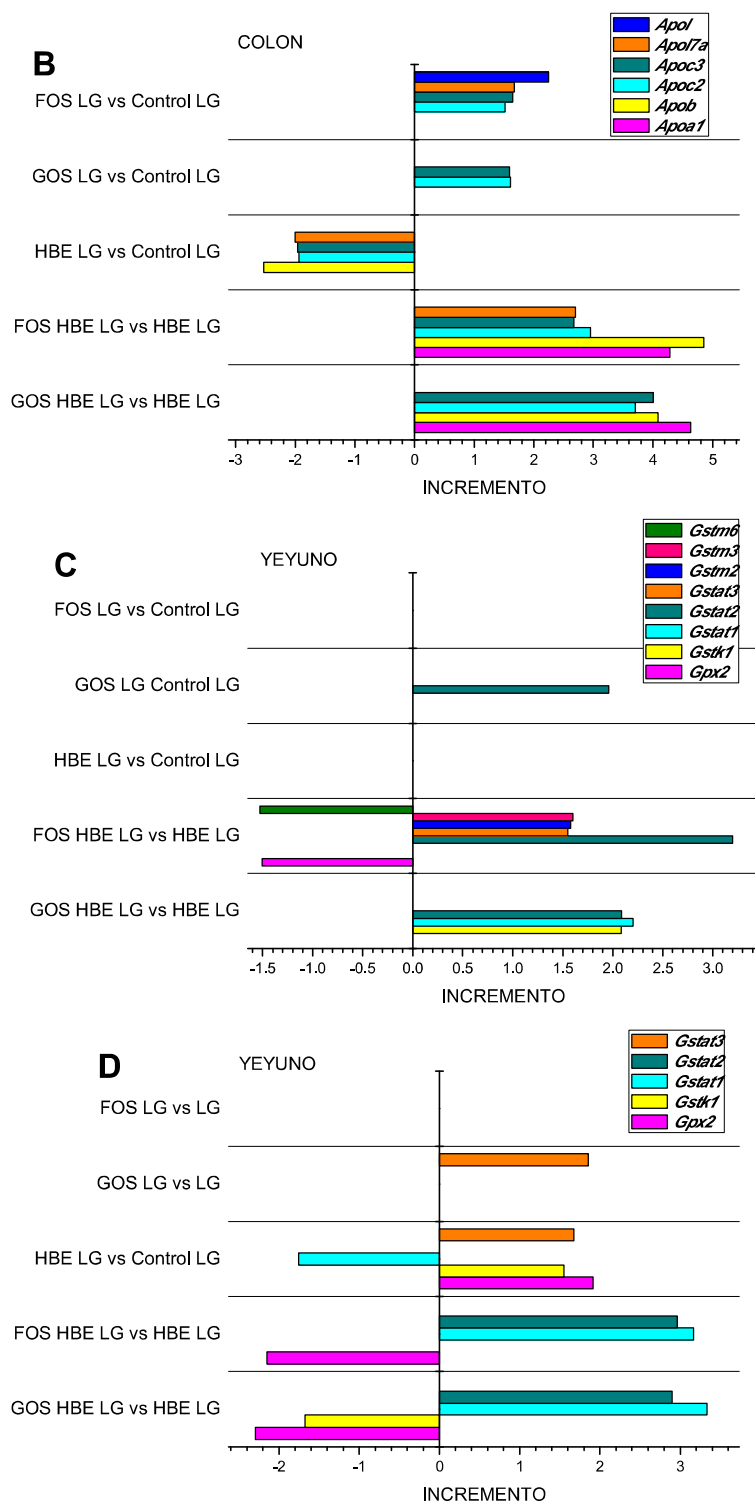 B
COLON
Apol
Apol7a
Apoc3
Apoc2
Apob
Apoa1
FOS LG vs Control LG
GOS LG vs Control LG
HBE LG vs Control LG
FOS HBE LG vs HBE LG
GOS HBE LG vs HBE LG
-3 -2 -1 0 1 2 3 4 5
INCREMENTO
C
YEYUNO
Gstm6
Gstm3
Gstm2
Gstat3
Gstat2
Gstat1
Gstk1
Gpx2
FOS LG vs Control LG
GOS LG Control LG
HBE LG vs Control LG
FOS HBE LG vs HBE LG
GOS HBE LG vs HBE LG
-1.5 -1.0 -0.5 0.0 0.5 1.0 1.5 2.0 2.5 3.0
INCREMENTO
D
YEYUNO
Gstat3
Gstat2
Gstat1
Gstk1
Gpx2
FOS LG vs LG
GOS LG vs LG
HBE LG vs Control LG
FOS HBE LG vs HBE LG
GOS HBE LG vs HBE LG
-2 -1 0 1 2 3
INCREMENTO